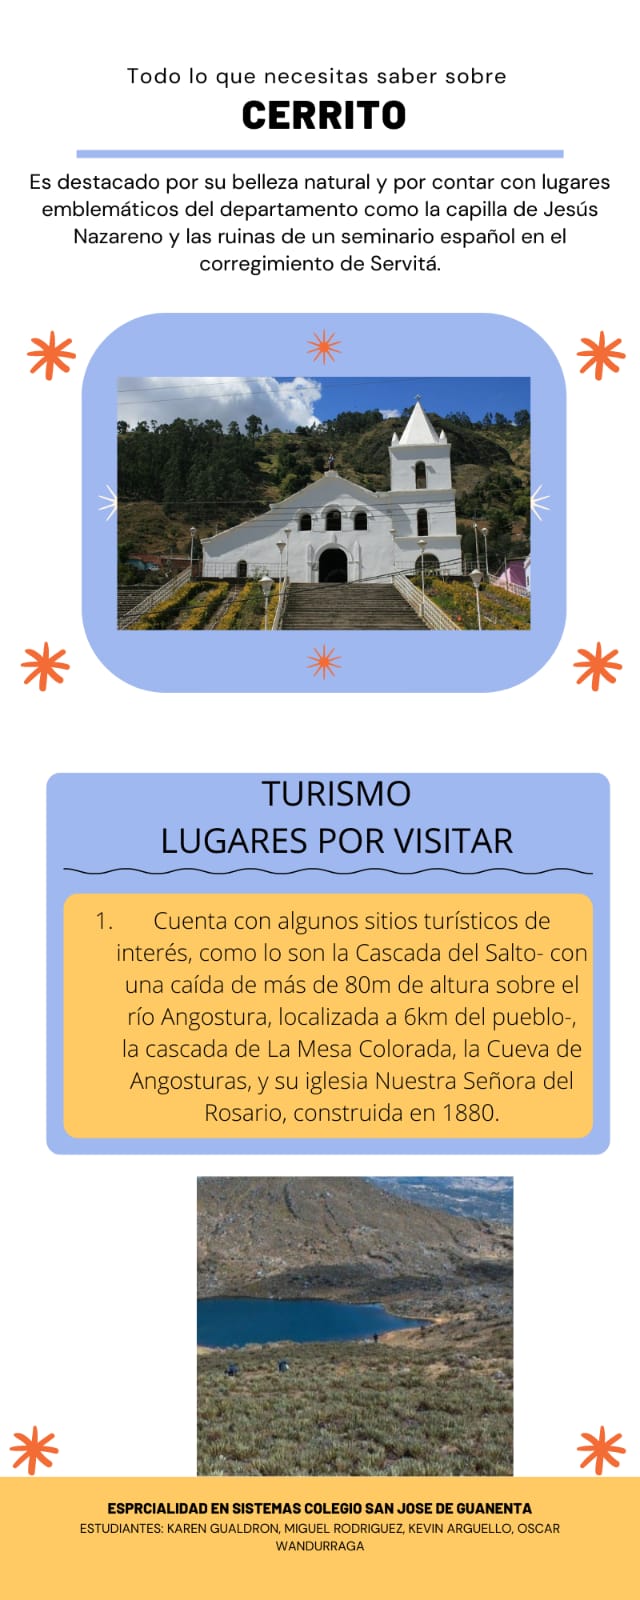 Todo lo que necesitas saber sobre
CERRITO
Es destacado por su belleza natural y por contar con lugares
emblemáticos del departamento como la capilla de Jesús
Nazareno y las ruinas de un seminario español en el
corregimiento de Servitá.
TURISMO
LUGARES POR VISITAR
1. Cuenta con algunos sitios turísticos de
interés, como lo son la Cascada del Salto- con
una caída de más de 80m de altura sobre el
río Angostura, localizada a 6km del pueblo-,
la cascada de La Mesa Colorada, la Cueva de
Angosturas, y su iglesia Nuestra Señora del
Rosario, construida en 1880.
ESPRCIALIDAD EN SISTEMAS COLEGIO SAN JOSE DE GUANENTA
ESTUDIANTES: KAREN GUALDRON, MIGUEL RODRIGUEZ, KEVIN ARGUELLO, OSCAR
WANDURRAGA